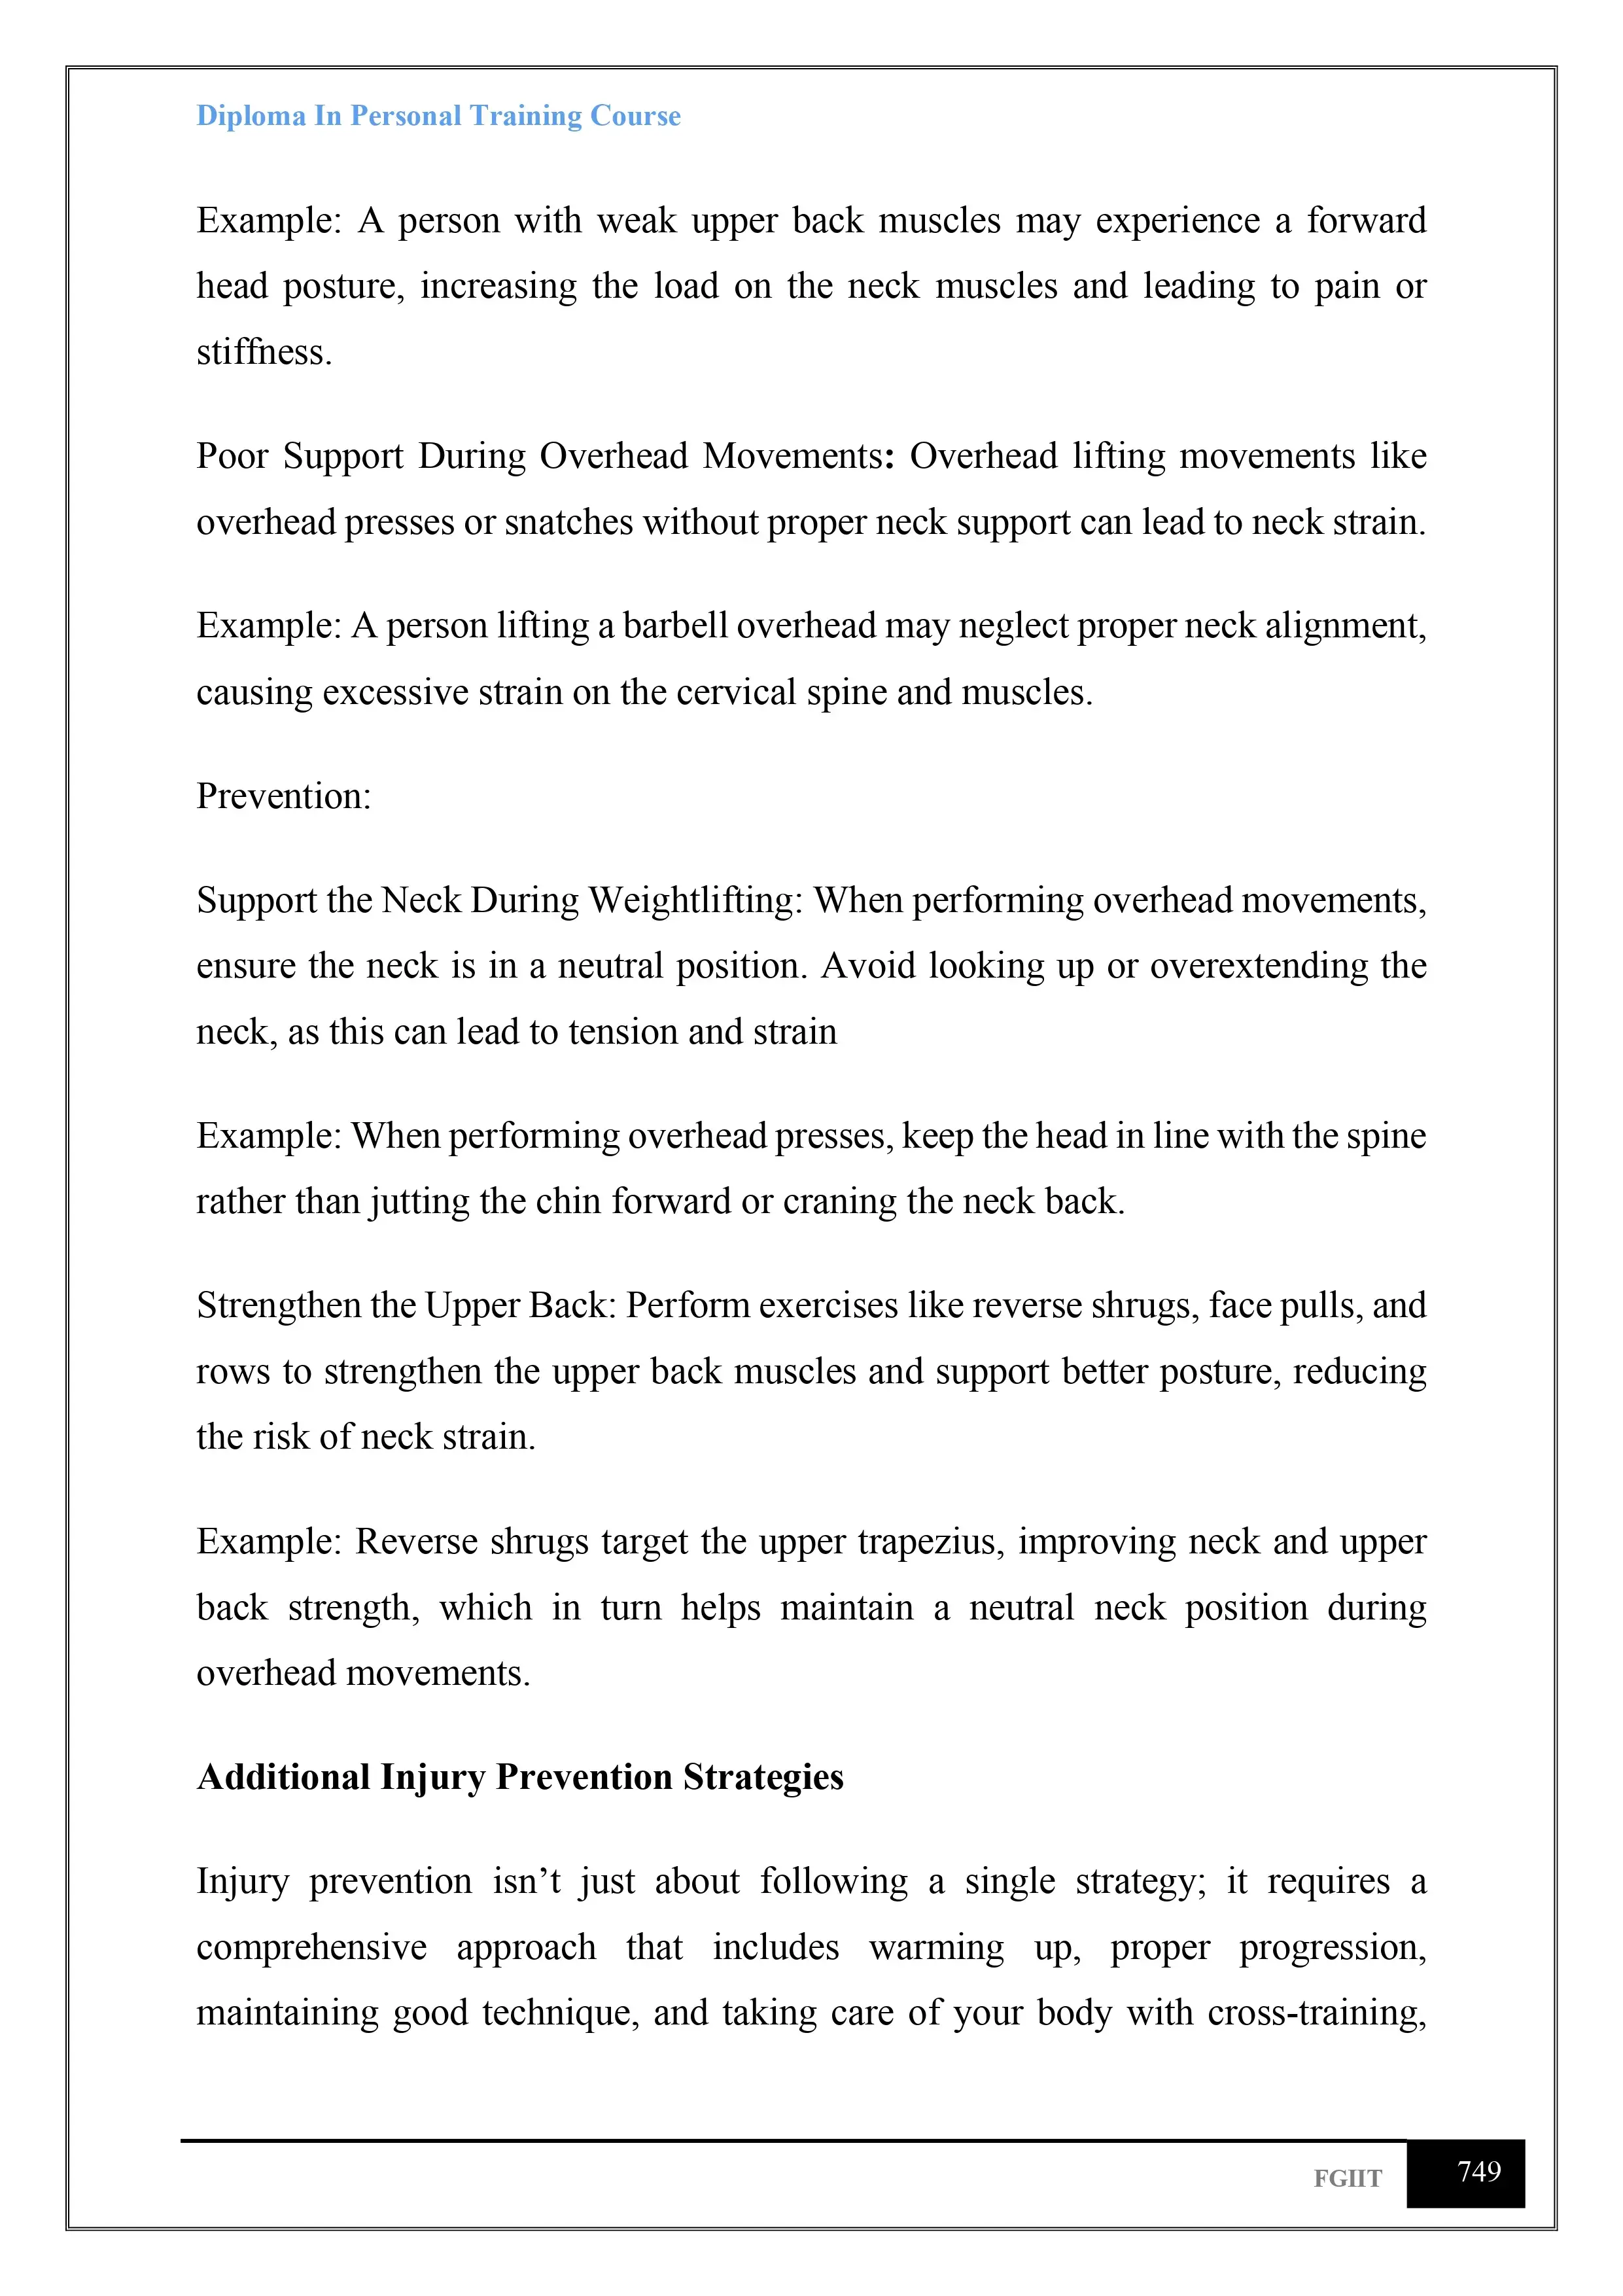 Diploma In Personal Training Course
Example: A person with weak upper back muscles may experience a forward
head posture, increasing the load on the neck muscles and leading to pain or
stiffness.
Poor Support During Overhead Movements: Overhead lifting movements like
overhead presses or snatches without proper neck support can lead to neck strain.
Example: A person lifting a barbell overhead may neglect proper neck alignment,
causing excessive strain on the cervical spine and muscles.
Prevention:
Support the Neck During Weightlifting: When performing overhead movements,
ensure the neck is in a neutral position. Avoid looking up or overextending the
neck, as this can lead to tension and strain
Example: When performing overhead presses, keep the head in line with the spine
rather than jutting the chin forward or craning the neck back.
Strengthen the Upper Back: Perform exercises like reverse shrugs, face pulls, and
rows to strengthen the upper back muscles and support better posture, reducing
the risk of neck strain.
Example: Reverse shrugs target the upper trapezius, improving neck and upper
back strength, which in turn helps maintain a neutral neck position during
overhead movements.
Additional Injury Prevention Strategies
Injury prevention isn’t just about following a single strategy; it requires a
comprehensive approach that includes warming up, proper progression,
maintaining good technique, and taking care of your body with cross-training,
FGIIT 749